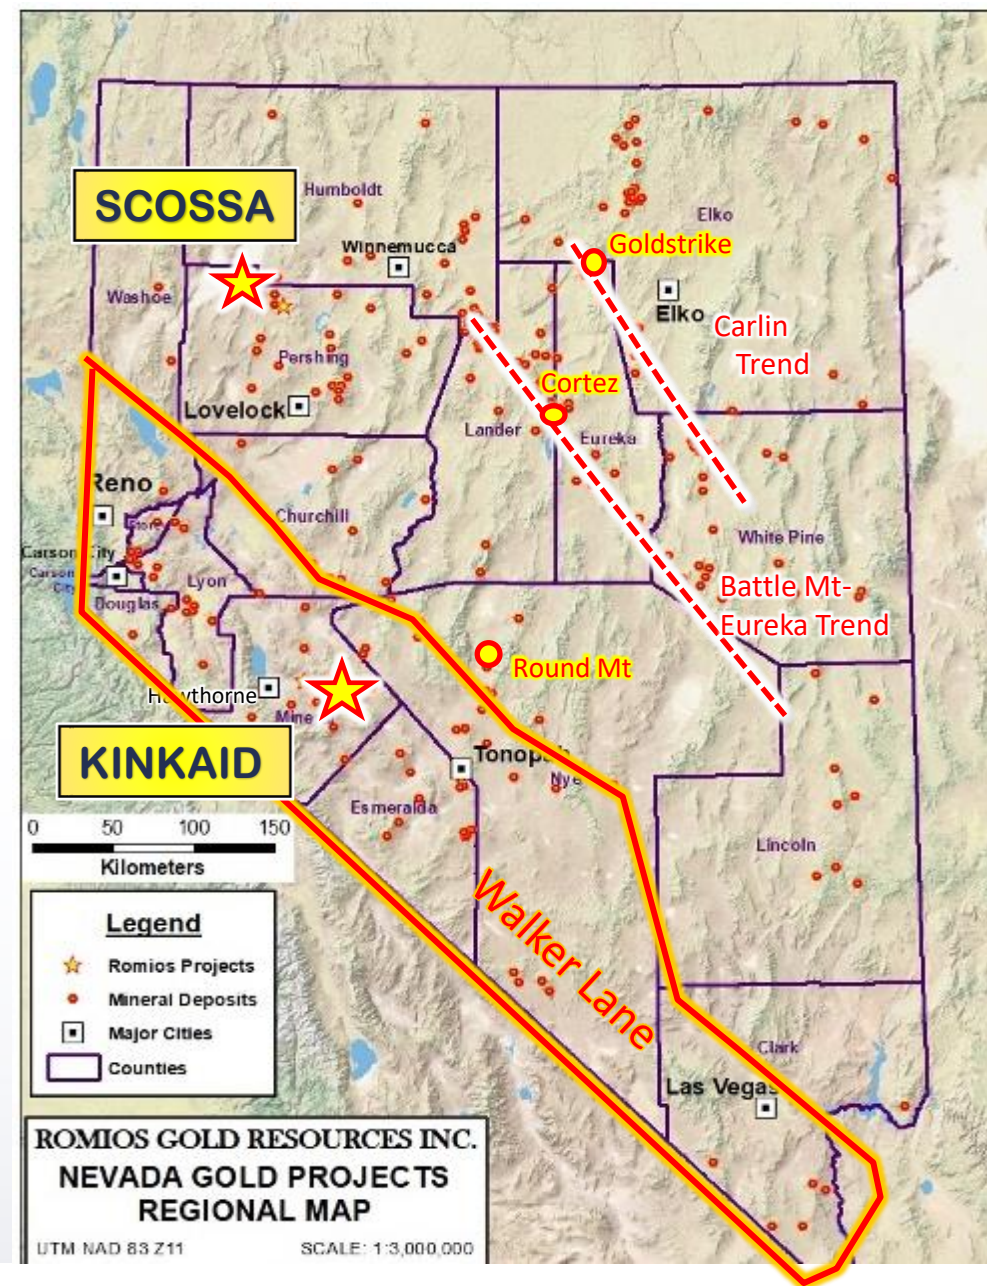 SCOSSA
Humboldt
Winnemucca
Elko
Goldstrike
Washoe
Elko
Carlin
Trend
Pershing
Cortez
Lovelock
Lander
Eureka
Reno
Churchill
White Pine
Carson City
Carson
City
Lyon
Douglas
Battle Mt-
Eureka Trend
Round Mt
Hawthorne
Mine
KINKAID
Tonopah
Nye
Esmeralda
0 50 100 150
Kilometers
Lincoln
Walker Lane
Legend
Romios Projects
Mineral Deposits
Major Cities
Counties
Clark
Las Vegas
ROMIOS GOLD RESOURCES INC.
NEVADA GOLD PROJECTS
REGIONAL MAP
UTM NAD 83 Z11 SCALE: 1:3,000,000